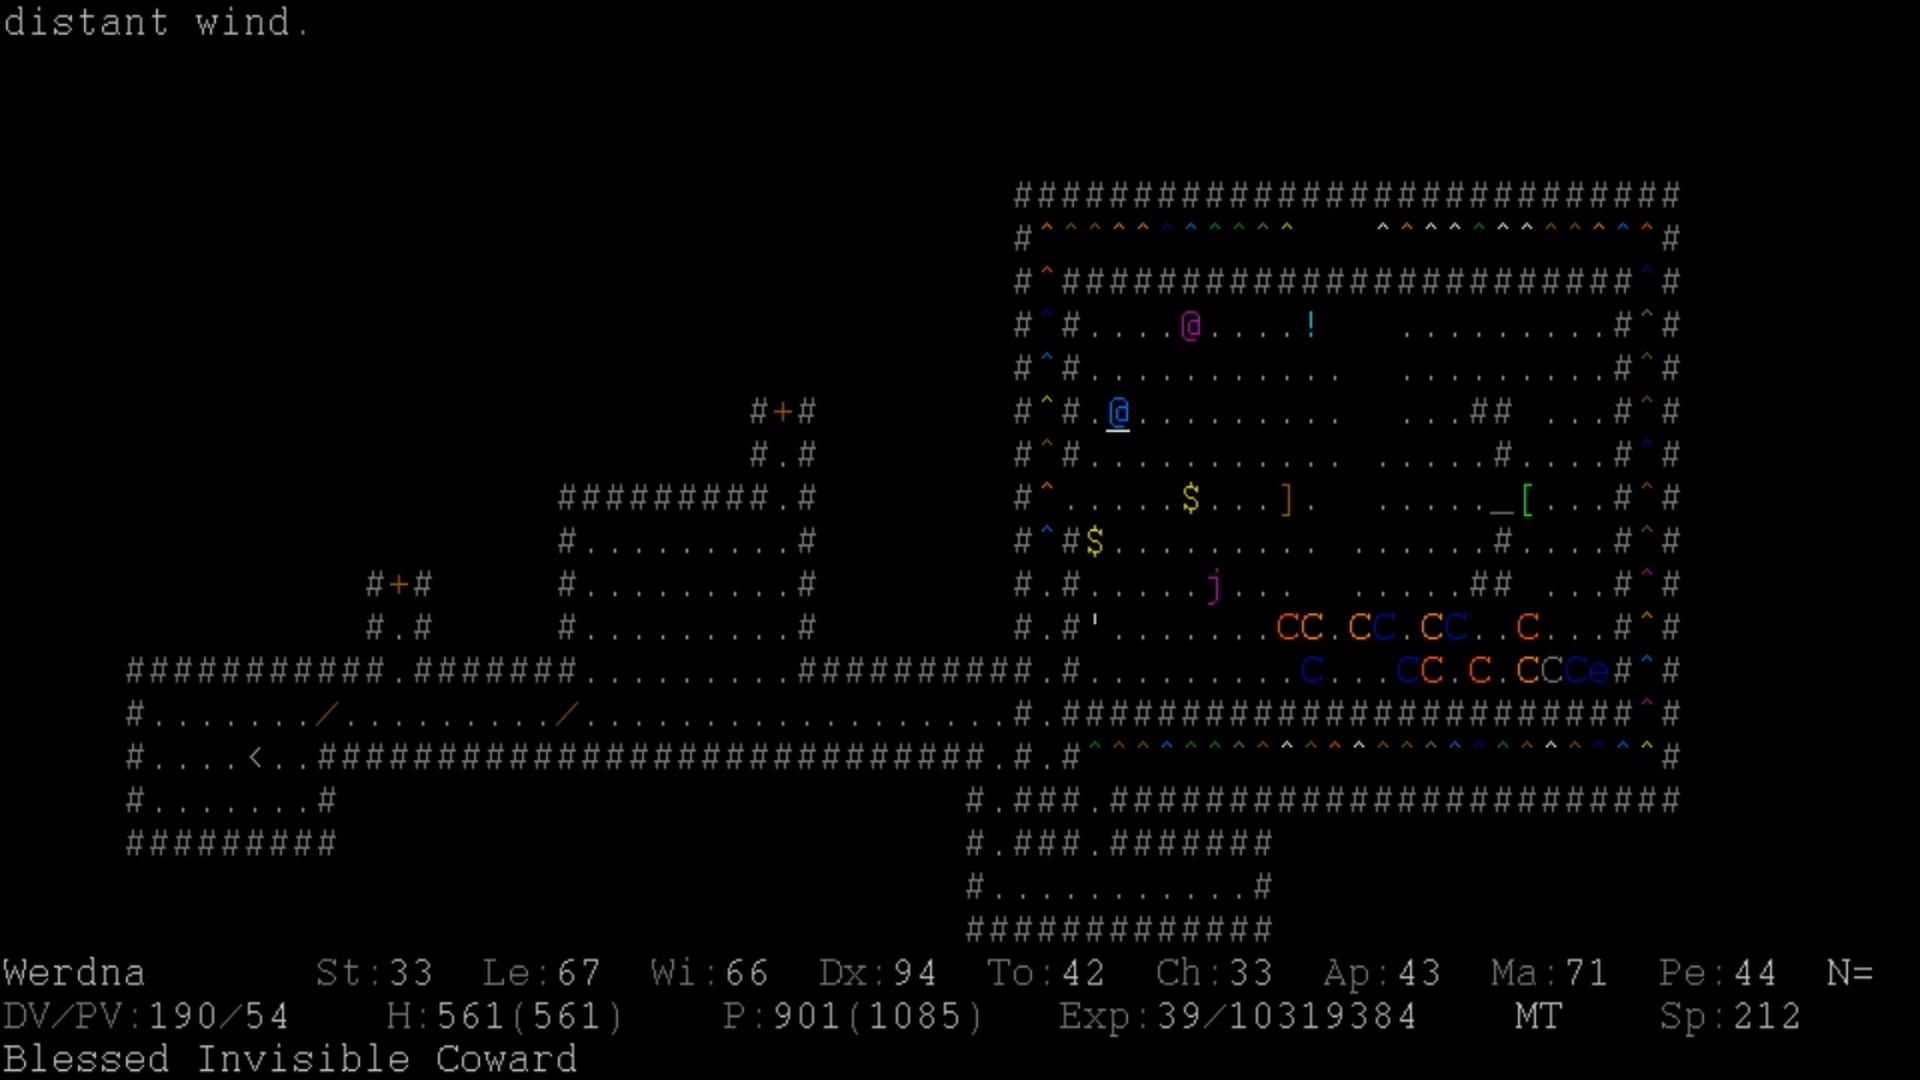 distant wind.
Werdna St:33 Le:67 Wi:66 Dx:94 To:42 Ch:33 Ap:43 Ma:71 Pe:44 N=
DV/PV:190/54 H:561(561) P:901(1085) Exp:39/10319384 MT Sp:212
Blessed Invisible Coward